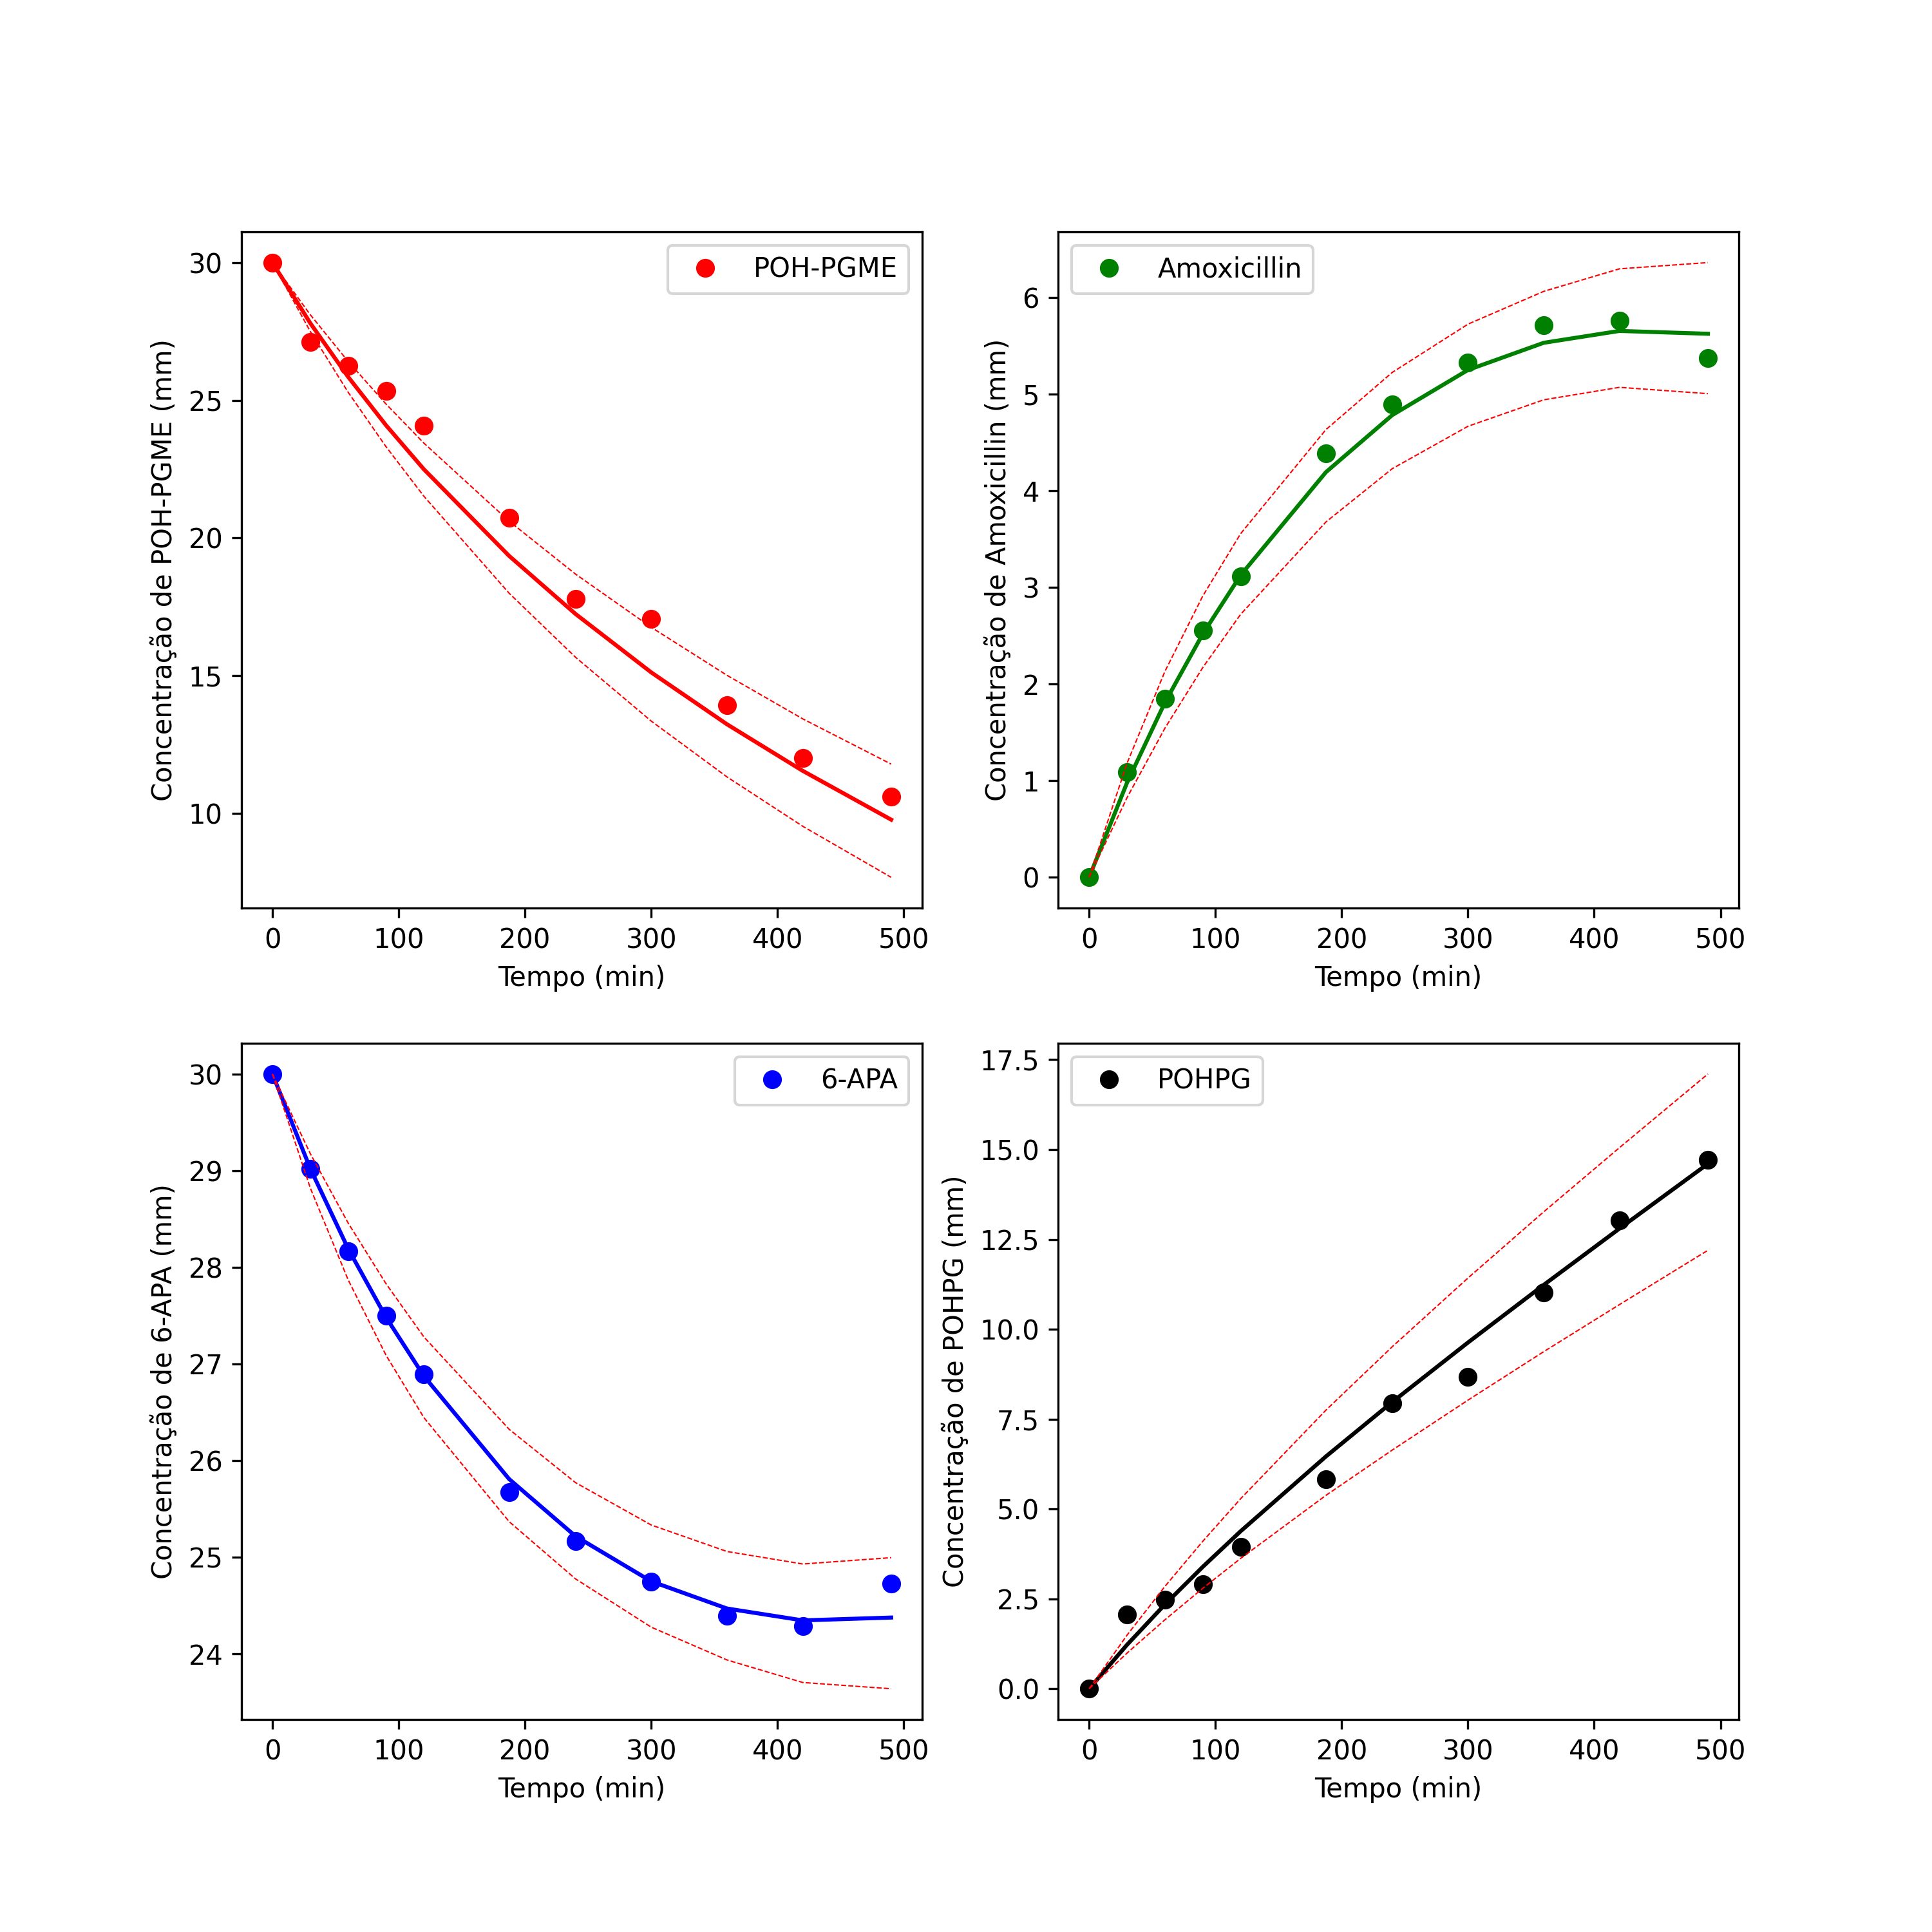 POH-PGME
Concentração de POH-PGME (mm)
30
25
20
15
10
0 100 200 300 400 500
Tempo (min)
Amoxicillin
Concentração de Amoxicillin (mm)
6
5
4
3
2
1
0
0 100 200 300 400 500
Tempo (min)
6-APA
Concentração de 6-APA (mm)
30
29
28
27
26
25
24
0 100 200 300 400 500
Tempo (min)
POHPG
Concentração de POHPG (mm)
17.5
15.0
12.5
10.0
7.5
5.0
2.5
0.0
0 100 200 300 400 500
Tempo (min)